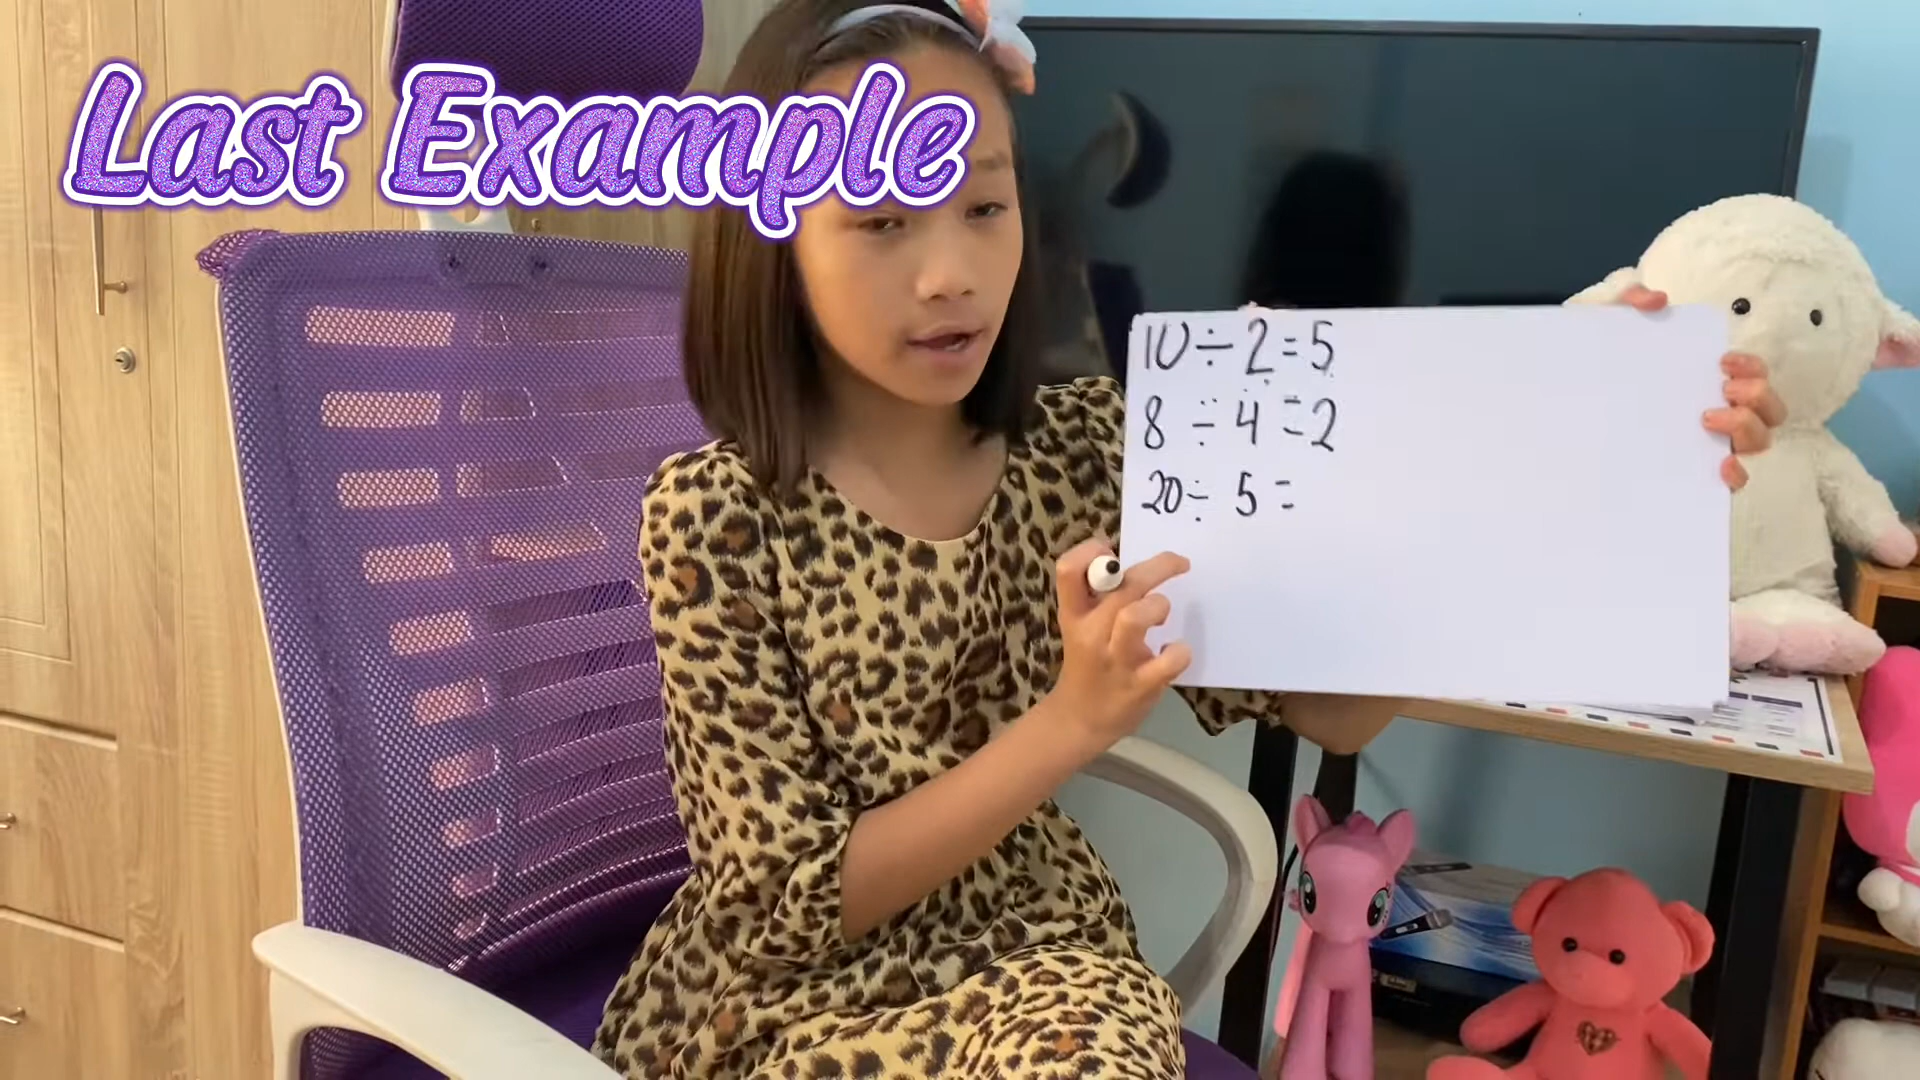 Last Example
10 ÷ 2 = 5
8 ÷ 4 = 2
20 ÷ 5 =